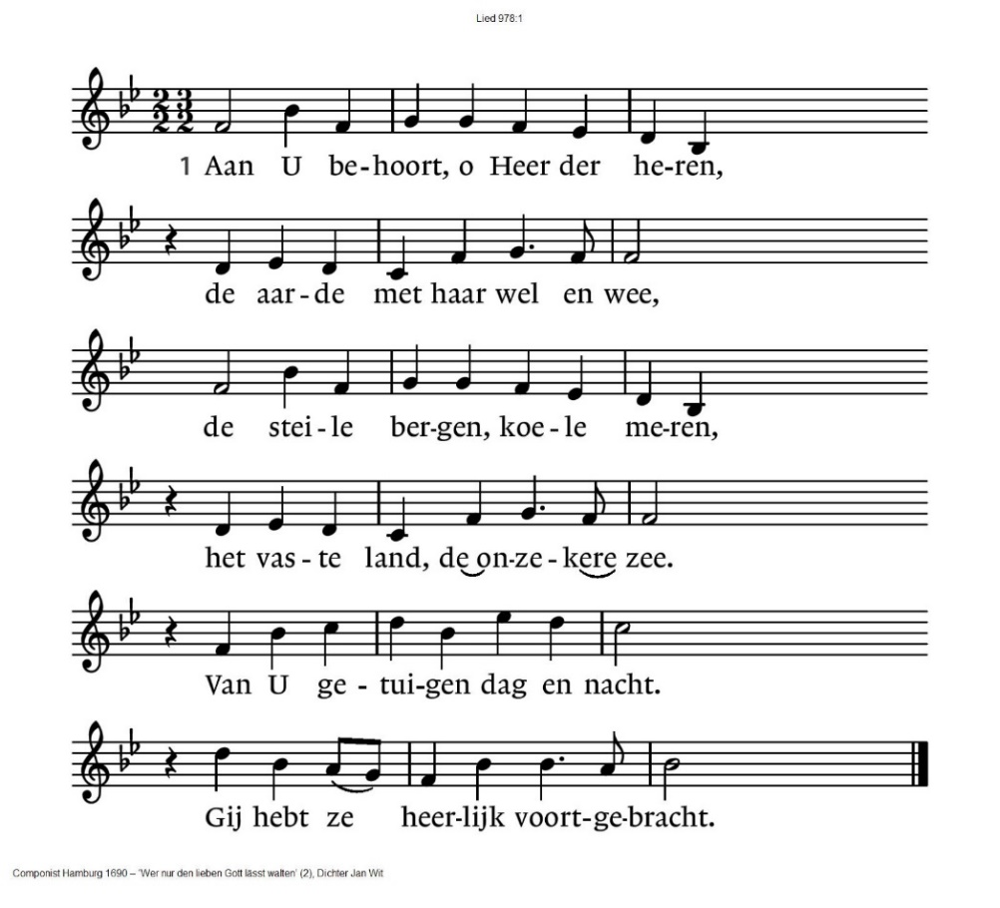 Lied 978:1
1 Aan U be-hoort, o Heer der he-ren,
de aar-de met haar wel en wee,
de stei-le ber-gen, koe-le me-ren,
het vas-te land, de on-ze-kere zee.
Van U ge-tui-gen dag en nacht.
Gij hebt ze heer-lijk voort-ge-bracht.
Componist Hamburg 1690 – 'Wer nur den lieben Gott lässt walten' (2), Dichter Jan Wit